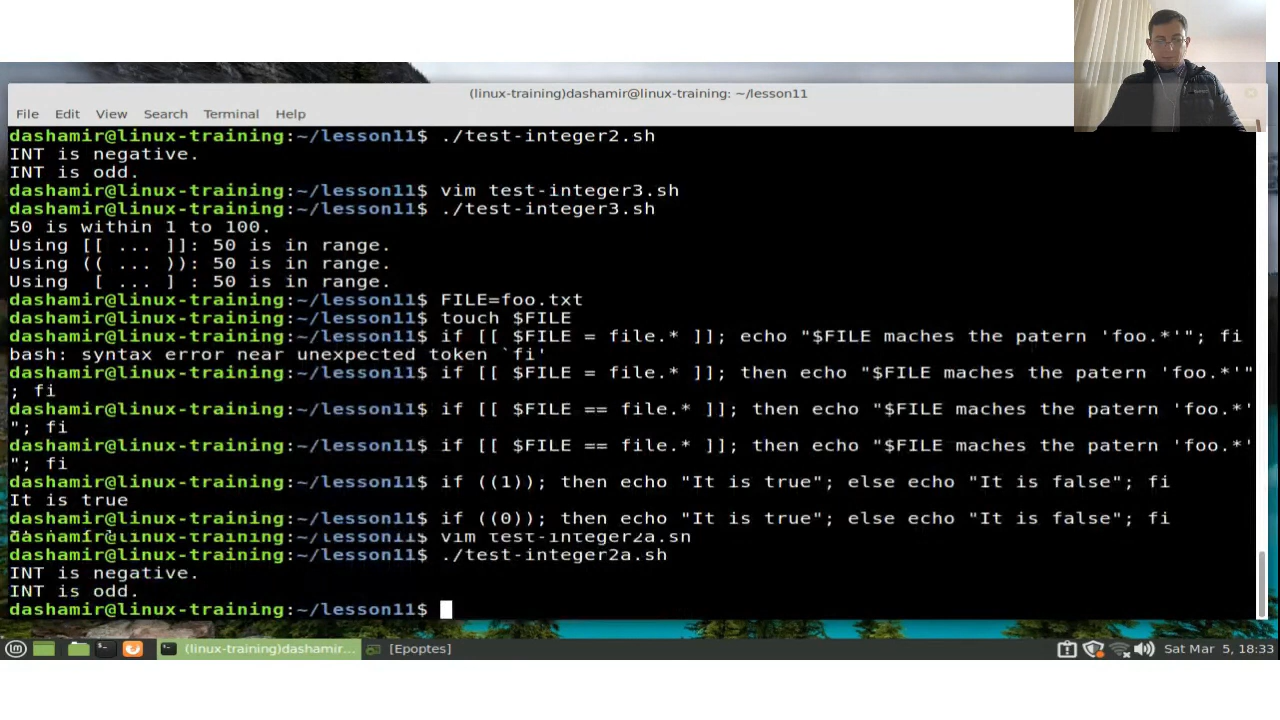 (linux-training)dashamir@linux-training: ~/lesson11
File Edit View Search Terminal Help
dashamir@linux-training:~/lesson11$ ./test-integer2.sh
INT is negative.
INT is odd.
dashamir@linux-training:~/lesson11$ vim test-integer3.sh
dashamir@linux-training:~/lesson11$ ./test-integer3.sh
50 is within 1 to 100.
Using [[ ... ]]: 50 is in range.
Using (( ... )): 50 is in range.
Using  [ ... ] : 50 is in range.
dashamir@linux-training:~/lesson11$ FILE=foo.txt
dashamir@linux-training:~/lesson11$ touch $FILE
dashamir@linux-training:~/lesson11$ if [[ $FILE = file.* ]]; echo "$FILE maches the patern 'foo.*'"; fi
bash: syntax error near unexpected token `fi'
dashamir@linux-training:~/lesson11$ if [[ $FILE = file.* ]]; then echo "$FILE maches the patern 'foo.*'"
; fi
dashamir@linux-training:~/lesson11$ if [[ $FILE == file.* ]]; then echo "$FILE maches the patern 'foo.*'
"; fi
dashamir@linux-training:~/lesson11$ if [[ $FILE == file.* ]]; then echo "$FILE maches the patern 'foo.*'
"; fi
dashamir@linux-training:~/lesson11$ if ((1)); then echo "It is true"; else echo "It is false"; fi
It is true
dashamir@linux-training:~/lesson11$ if ((0)); then echo "It is true"; else echo "It is false"; fi
dashamir@linux-training:~/lesson11$ vim test-integer2a.sh
dashamir@linux-training:~/lesson11$ ./test-integer2a.sh
INT is negative.
INT is odd.
dashamir@linux-training:~/lesson11$
(linux-training)dashamir... [Epoptes] Sat Mar 5, 18:33